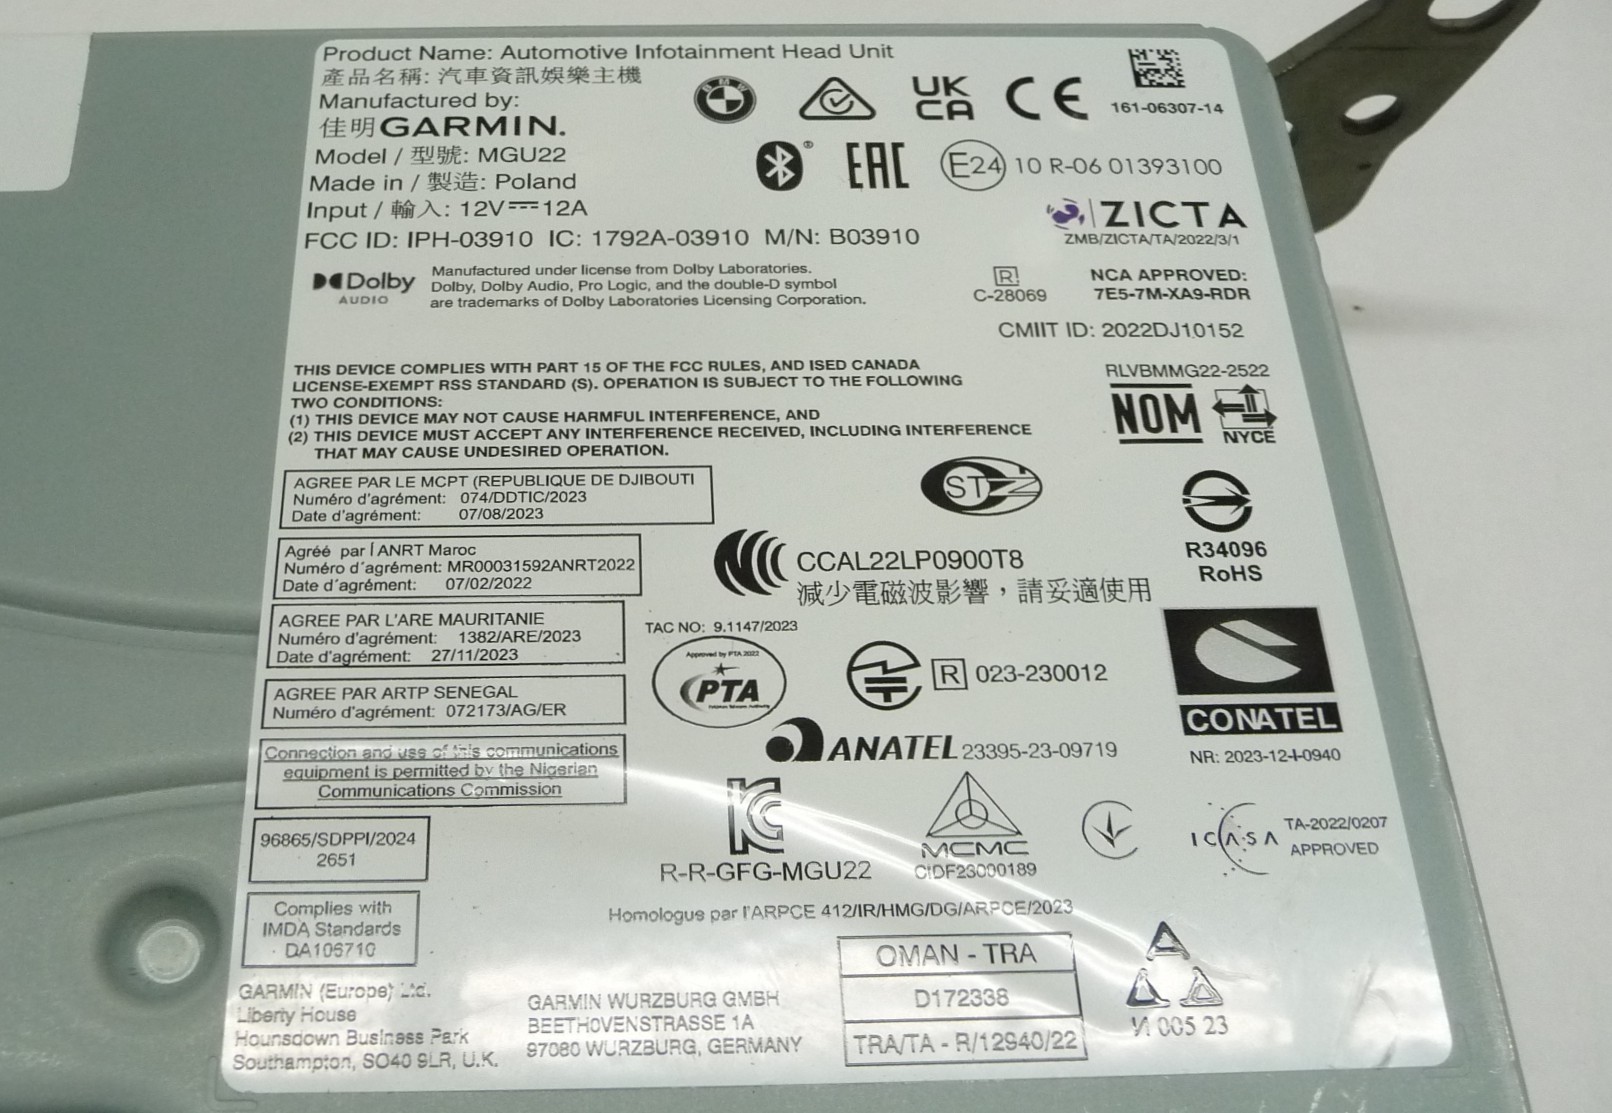 Product Name: Automotive Infotainment Head Unit
產品名稱: 汽車資訊娛樂主機
Manufactured by:
佳明GARMIN.
Model / 型號: MGU22
Made in / 製造: Poland
Input / 輸入: 12V⎓12A
FCC ID: IPH-03910 IC: 1792A-03910 M/N: B03910
BMW
UK
CA
CE
161-06307-14
EAC
E24 10 R-06 01393100
ZICTA
ZMB/ZICTA/TA/2022/3/1
Dolby
AUDIO
Manufactured under license from Dolby Laboratories.
Dolby, Dolby Audio, Pro Logic, and the double-D symbol
are trademarks of Dolby Laboratories Licensing Corporation.
R
C-28069
NCA APPROVED:
7E5-7M-XA9-RDR
CMIIT ID: 2022DJ10152
THIS DEVICE COMPLIES WITH PART 15 OF THE FCC RULES, AND ISED CANADA
LICENSE-EXEMPT RSS STANDARD (S). OPERATION IS SUBJECT TO THE FOLLOWING
TWO CONDITIONS:
(1) THIS DEVICE MAY NOT CAUSE HARMFUL INTERFERENCE, AND
(2) THIS DEVICE MUST ACCEPT ANY INTERFERENCE RECEIVED, INCLUDING INTERFERENCE
THAT MAY CAUSE UNDESIRED OPERATION.
RLVBMMG22-2522
NOM
NYCE
AGREE PAR LE MCPT (REPUBLIQUE DE DJIBOUTI
Numéro d'agrément: 074/DDTIC/2023
Date d'agrément: 07/08/2023
STZ
R34096
RoHS
Agréé par l ANRT Maroc
Numéro d'agrément: MR00031592ANRT2022
Date d'agrément: 07/02/2022
CCAL22LP0900T8
減少電磁波影響，請妥適使用
AGREE PAR L'ARE MAURITANIE
Numéro d'agrément: 1382/ARE/2023
Date d'agrément: 27/11/2023
TAC NO: 9.1147/2023
Approved by PTA 2022
PTA
R 023-230012
CONATEL
NR: 2023-12-I-0940
AGREE PAR ARTP SENEGAL
Numéro d'agrément: 072173/AG/ER
ANATEL 23395-23-09719
Connection and use of this communications
equipment is permitted by the Nigerian
Communications Commission
KC
R-R-GFG-MGU22
MCMC
CIDF23000189
ICASA
TA-2022/0207
APPROVED
96865/SDPPI/2024
2651
Homologue par l'ARPCE 412/IR/HMG/DG/ARPCE/2023
Complies with
IMDA Standards
DA106710
OMAN - TRA
D172338
TRA/TA - R/12940/22
И 005 23
GARMIN (Europe) Ltd.
Liberty House
Hounsdown Business Park
Southampton, SO40 9LR, U.K.
GARMIN WURZBURG GMBH
BEETHOVENSTRASSE 1A
97080 WURZBURG, GERMANY